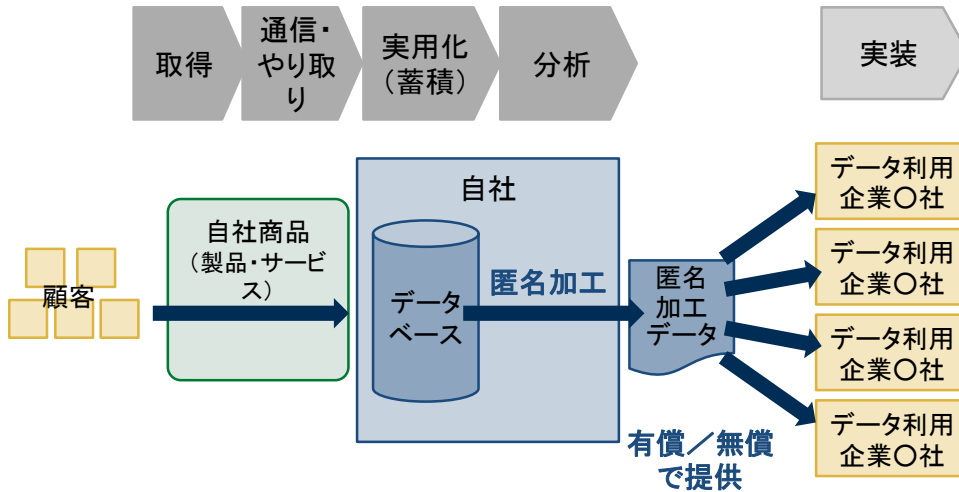 取得
通信・
やり取
り
実用化
（蓄積）
分析
実装
顧客
自社商品
（製品・サービ
ス）
自社
データ
ベース
匿名加工
匿名
加工
データ
有償／無償
で提供
データ利用
企業〇社
データ利用
企業〇社
データ利用
企業〇社
データ利用
企業〇社